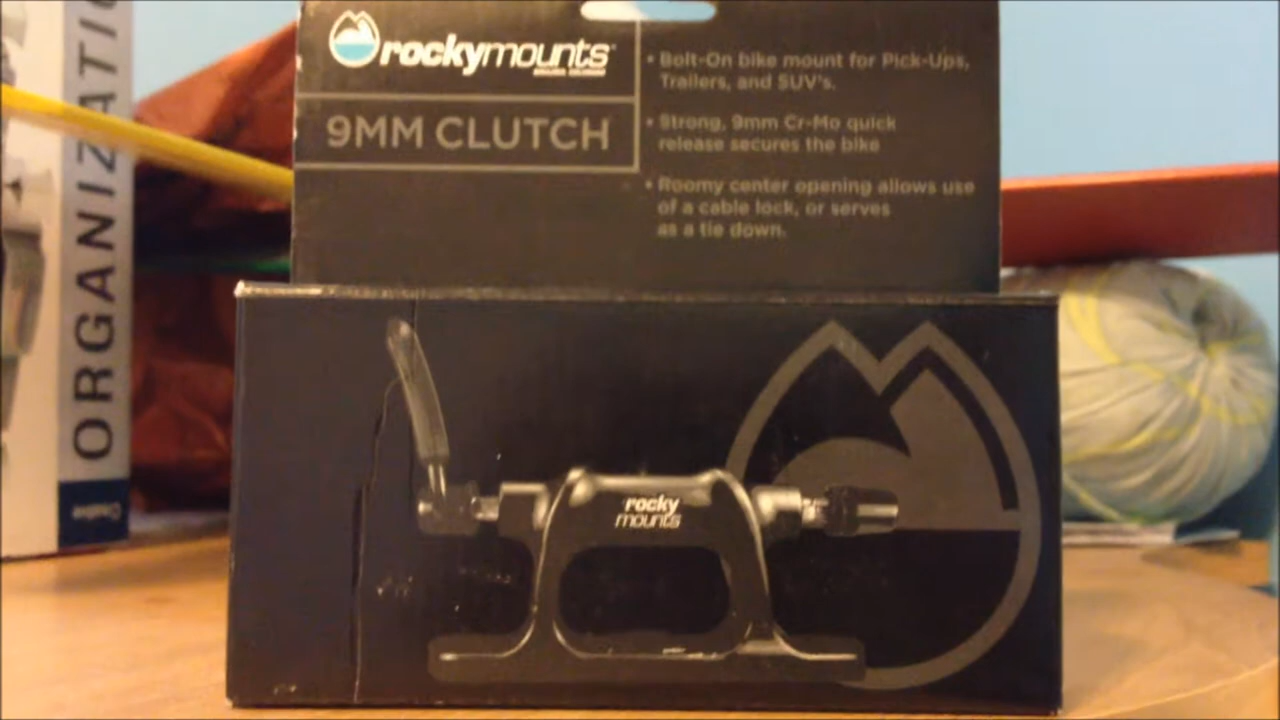 rockymounts
9MM CLUTCH
• Bolt-On bike mount for Pick-Ups,
Trailers, and SUV's.
• Strong, 9mm Cr-Mo quick
release secures the bike
• Roomy center opening allows use
of a cable lock, or serves
as a tie down.
rocky
mounts
ORGANIZATIO